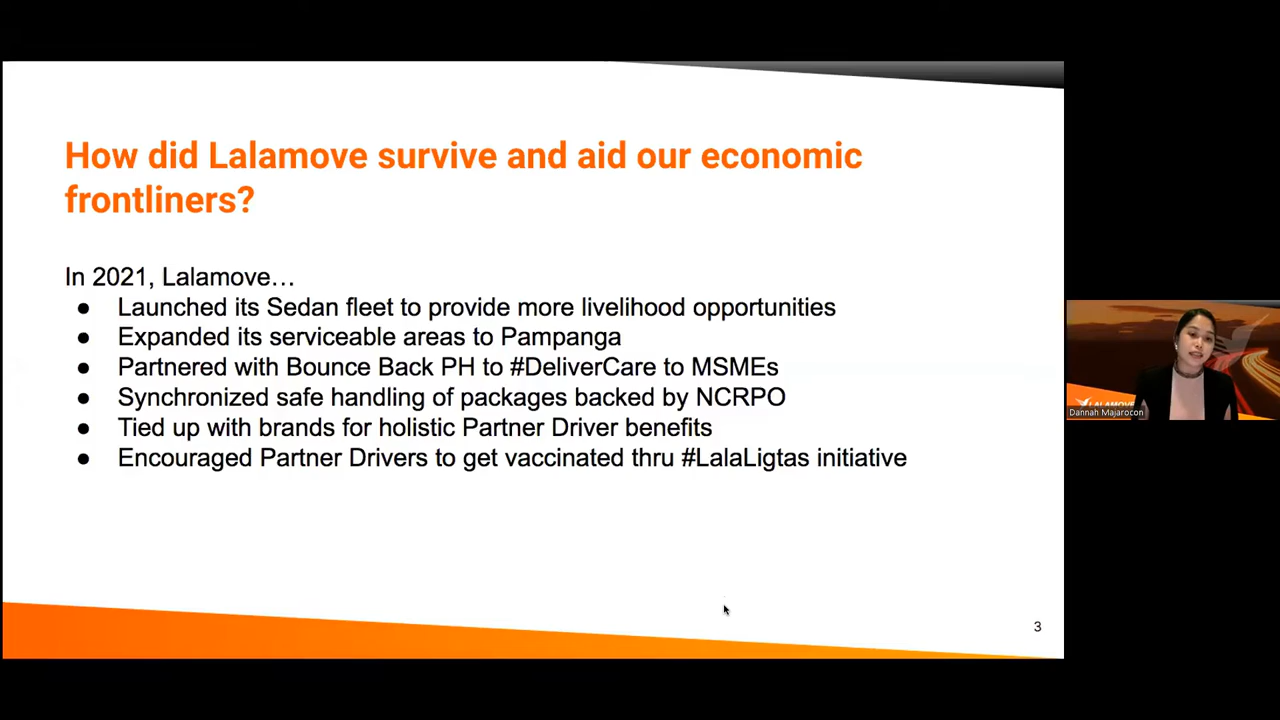 How did Lalamove survive and aid our economic
frontliners?
In 2021, Lalamove…
● Launched its Sedan fleet to provide more livelihood opportunities
● Expanded its serviceable areas to Pampanga
● Partnered with Bounce Back PH to #DeliverCare to MSMEs
● Synchronized safe handling of packages backed by NCRPO
● Tied up with brands for holistic Partner Driver benefits
● Encouraged Partner Drivers to get vaccinated thru #LalaLigtas initiative
3
LALAMOVE
Dannah Majarocon